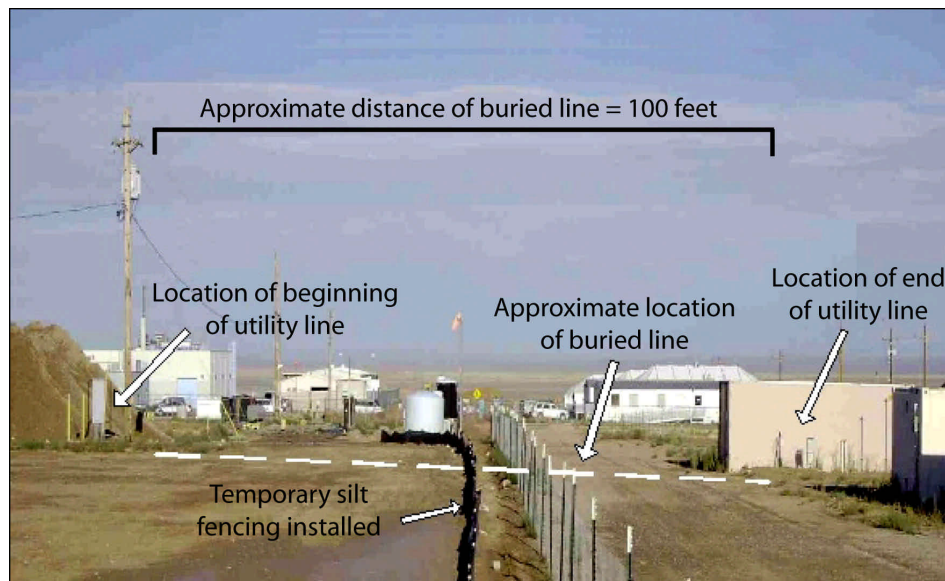 Approximate distance of buried line = 100 feet
Location of beginning
of utility line
Approximate location
of buried line
Location of end
of utility line
Temporary silt
fencing installed